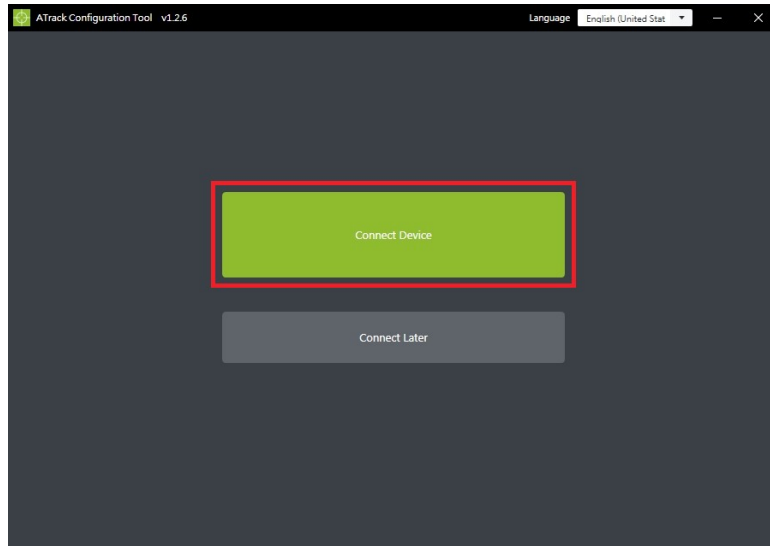 ATrack Configuration Tool v1.2.6 Language English (United Stat
Connect Device
Connect Later